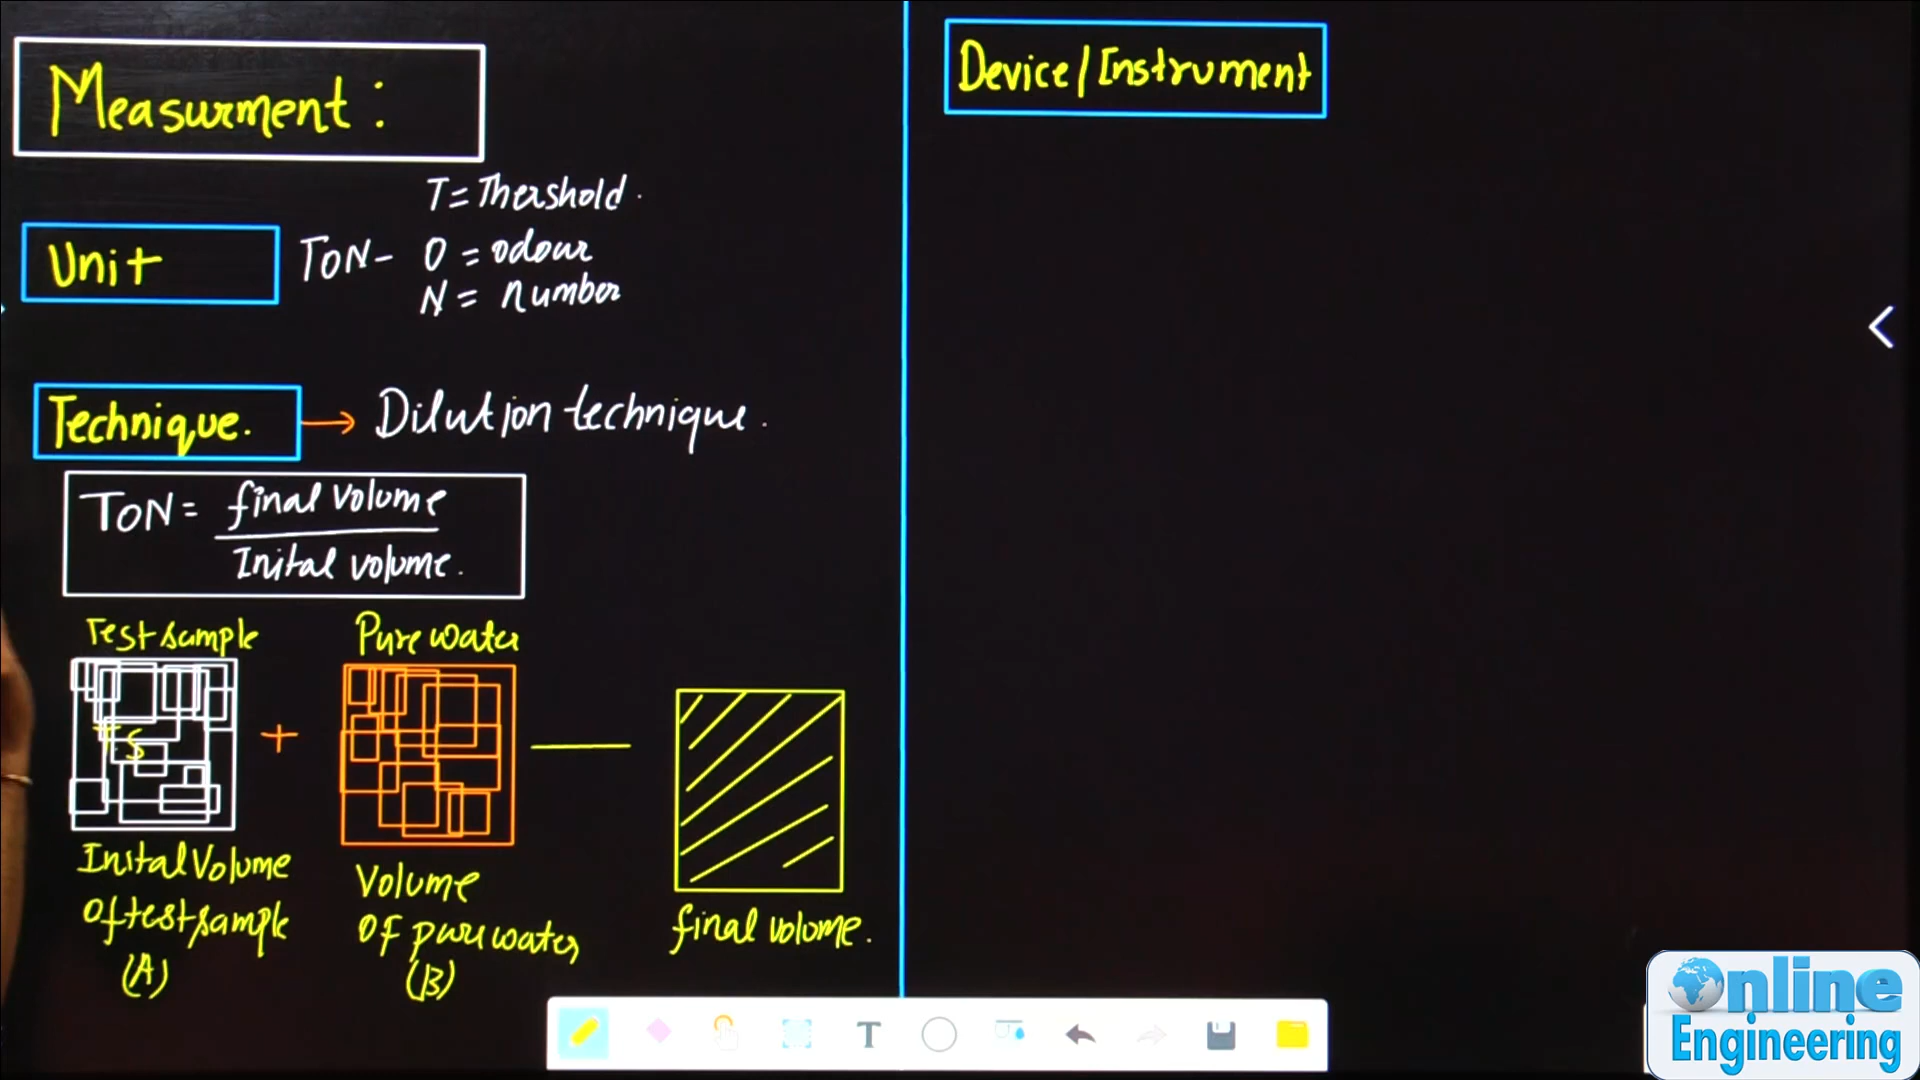 Measurment :
T = Thershold .
Unit
TON - O = odour
N = number
Technique. → Dilution technique .
TON = final volume
Inital volume .
Test sample
Pure water
T S
+
Inital Volume
Of test sample
(A)
Volume
Of pure water
(B)
final volume .
Device/Instrument
T
Online
Engineering